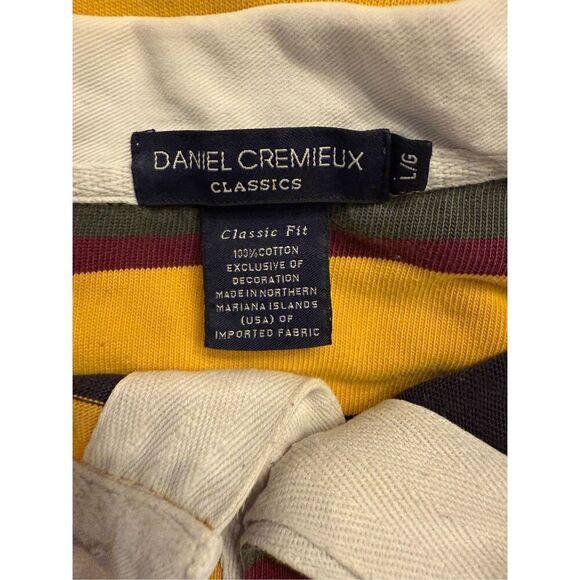 DANIEL CREMIEUX
CLASSICS
L/G
Classic Fit
100% COTTON
EXCLUSIVE OF
DECORATION
MADE IN NORTHERN
MARIANA ISLANDS
(USA) OF
IMPORTED FABRIC